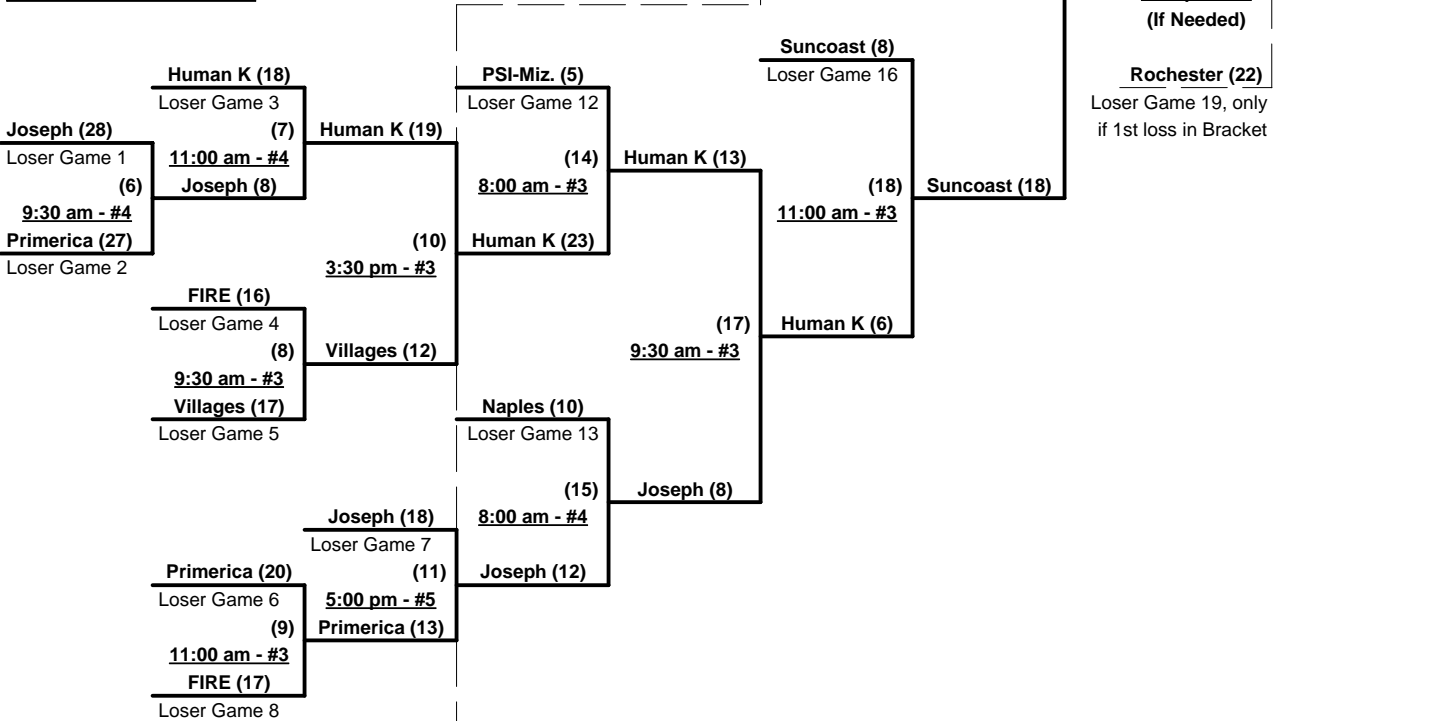 (If Needed)
Suncoast (8)
Human K (18)
PSI-Miz. (5)
Loser Game 16
Rochester (22)
Loser Game 3
Loser Game 12
Loser Game 19, only
Joseph (28)
(7)
Human K (19)
if 1st loss in Bracket
Loser Game 1
11:00 am - #4
(14)
Human K (13)
(6)
Joseph (8)
8:00 am - #3
(18)
Suncoast (18)
9:30 am - #4
11:00 am - #3
Primerica (27)
(10)
Human K (23)
Loser Game 2
3:30 pm - #3
FIRE (16)
Loser Game 4
(17)
Human K (6)
(8)
Villages (12)
9:30 am - #3
9:30 am - #3
Villages (17)
Naples (10)
Loser Game 5
Loser Game 13
(15)
Joseph (8)
Joseph (18)
8:00 am - #4
Loser Game 7
Primerica (20)
(11)
Joseph (12)
Loser Game 6
5:00 pm - #5
(9)
Primerica (13)
11:00 am - #3
FIRE (17)
Loser Game 8